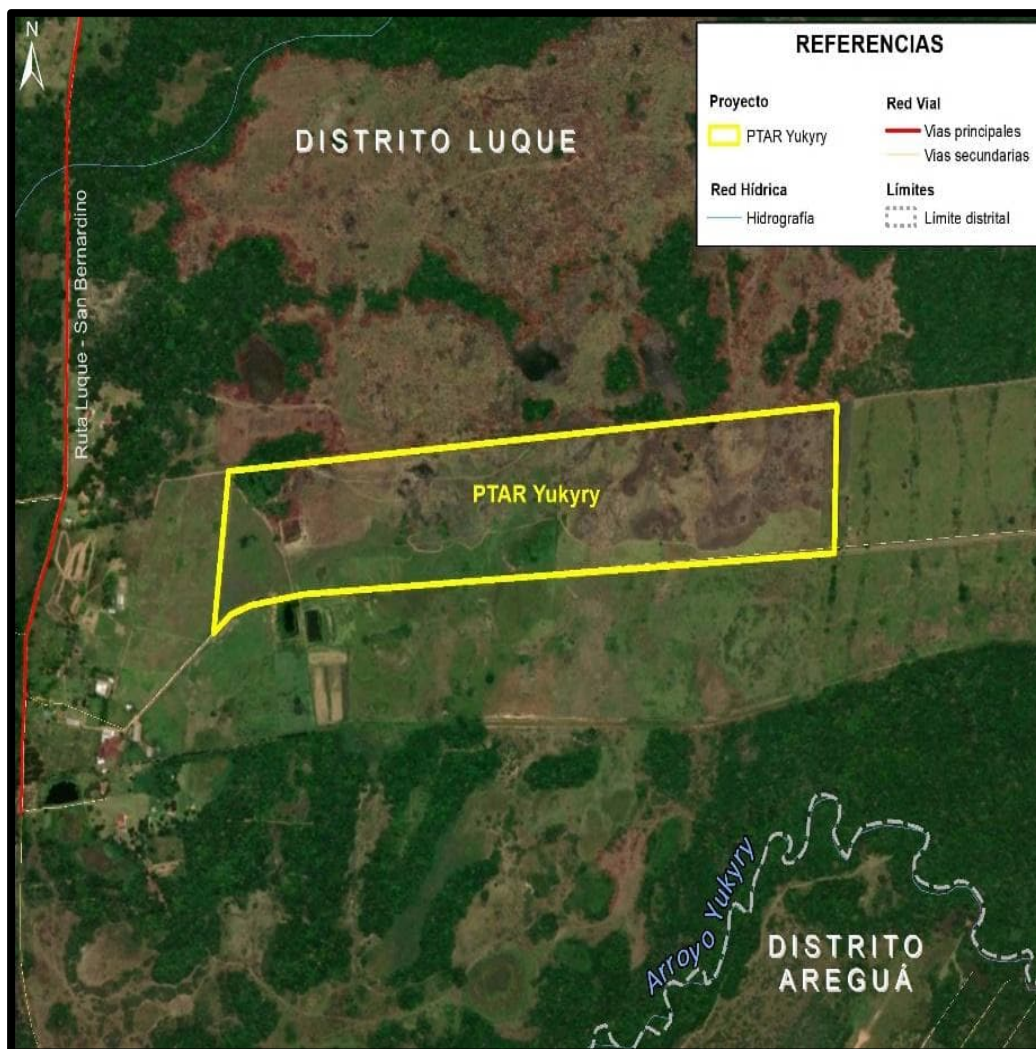 N
DISTRITO LUQUE
REFERENCIAS
Proyecto
PTAR Yukyry
Red Vial
Vias principales
Vias secundarias
Red Hídrica
Hidrografía
Límites
Límite distrital
Ruta Luque - San Bernardino
PTAR Yukyry
Arroyo Yukyry
DISTRITO
AREGUÁ